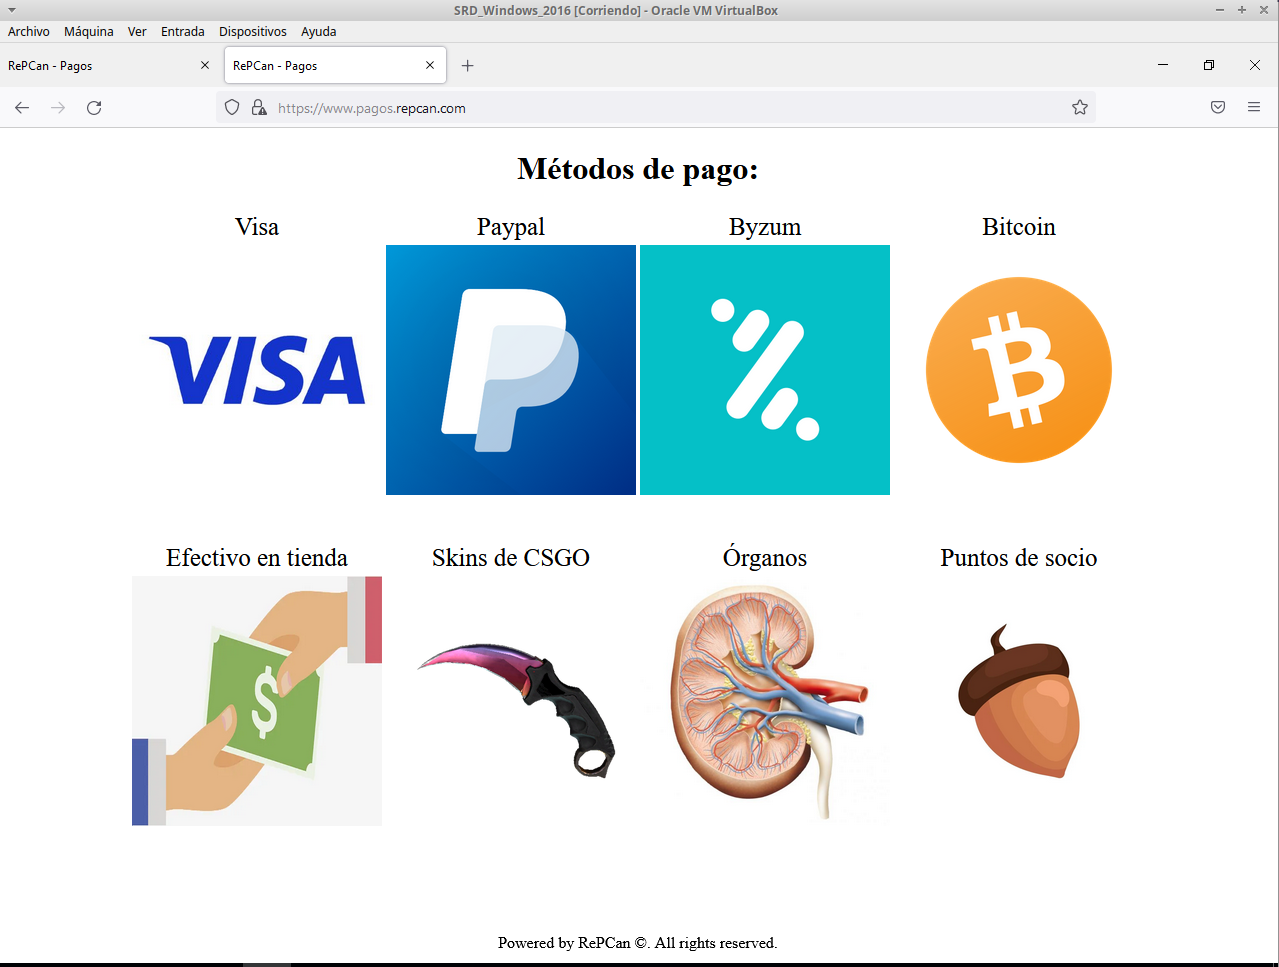 SRD_Windows_2016 [Corriendo] - Oracle VM VirtualBox
Archivo Máquina Ver Entrada Dispositivos Ayuda
RePCan - Pagos RePCan - Pagos
https://www.pagos.repcan.com
Métodos de pago:
Visa Paypal Byzum Bitcoin
VISA
Efectivo en tienda Skins de CSGO Órganos Puntos de socio
$
Powered by RePCan ©. All rights reserved.